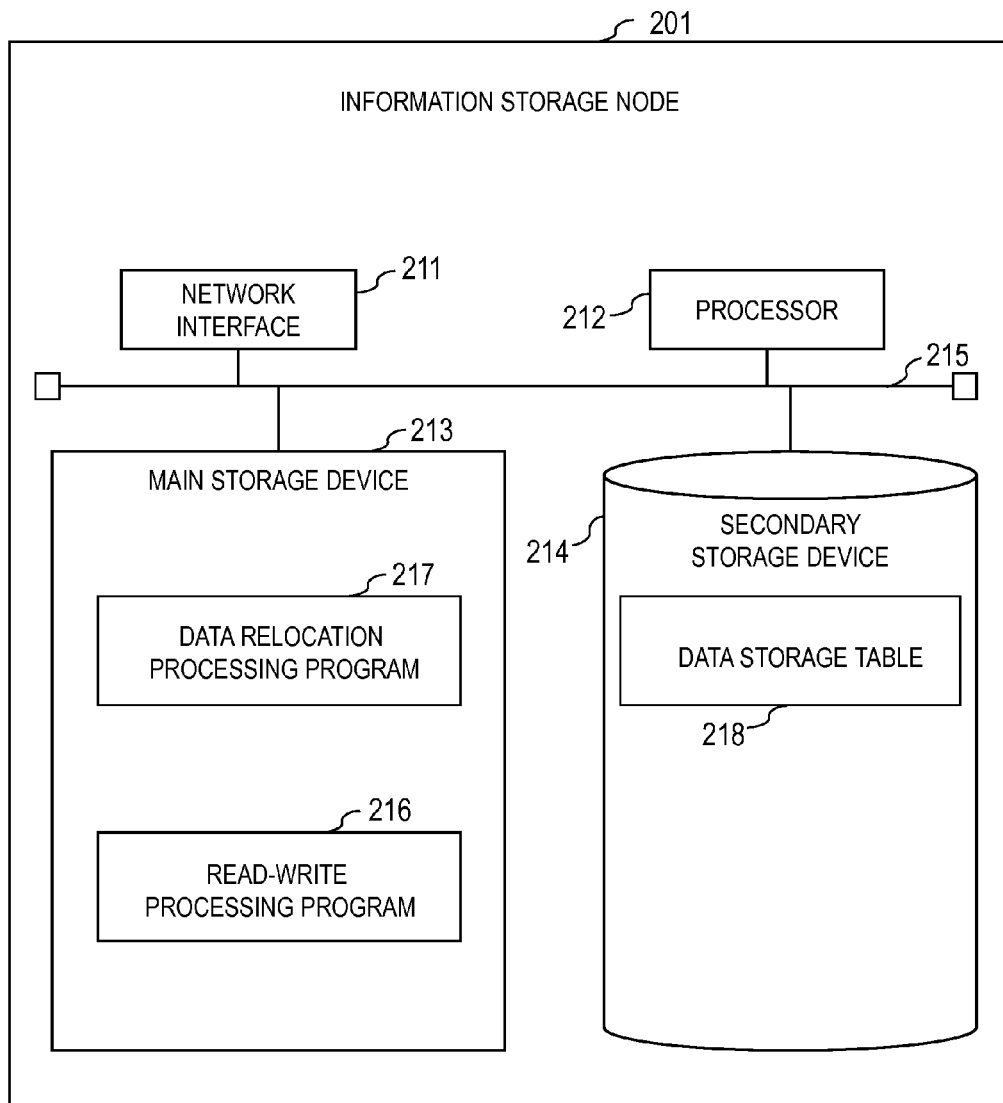 201
INFORMATION STORAGE NODE
211
NETWORK
INTERFACE
212
PROCESSOR
215
213
MAIN STORAGE DEVICE
214
SECONDARY
STORAGE DEVICE
217
DATA RELOCATION
PROCESSING PROGRAM
DATA STORAGE TABLE
218
216
READ-WRITE
PROCESSING PROGRAM